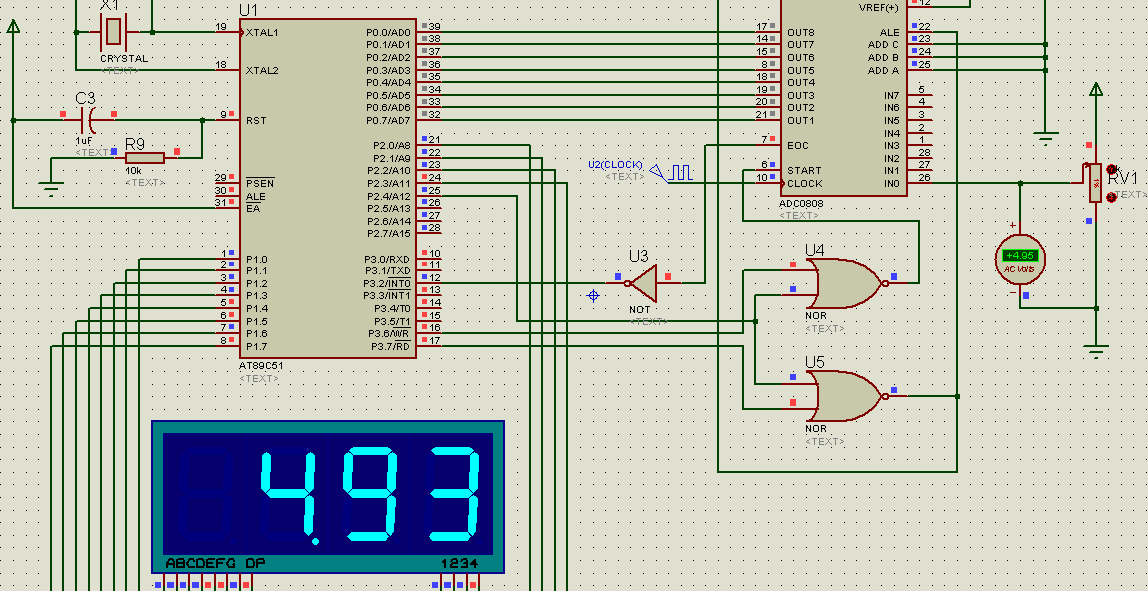 X1
CRYSTAL
<TEXT>
C3
1uF
<TEXT>
R9
10k
<TEXT>
U1
19 XTAL1
18 XTAL2
9 RST
29 PSEN
30 ALE
31 EA
1 P1.0
2 P1.1
3 P1.2
4 P1.3
5 P1.4
6 P1.5
7 P1.6
8 P1.7
P0.0/AD0 39
P0.1/AD1 38
P0.2/AD2 37
P0.3/AD3 36
P0.4/AD4 35
P0.5/AD5 34
P0.6/AD6 33
P0.7/AD7 32
P2.0/A8 21
P2.1/A9 22
P2.2/A10 23
P2.3/A11 24
P2.4/A12 25
P2.5/A13 26
P2.6/A14 27
P2.7/A15 28
P3.0/RXD 10
P3.1/TXD 11
P3.2/INT0 12
P3.3/INT1 13
P3.4/T0 14
P3.5/T1 15
P3.6/WR 16
P3.7/RD 17
AT89C51
<TEXT>
VREF(+) 12
17 OUT8
14 OUT7
15 OUT6
8 OUT5
18 OUT4
19 OUT3
20 OUT2
21 OUT1
7 EOC
6 START
10 CLOCK
ALE 22
ADD C 23
ADD B 24
ADD A 25
IN7 5
IN6 4
IN5 3
IN4 2
IN3 1
IN2 28
IN1 27
IN0 26
ADC0808
<TEXT>
U2(CLOCK)
<TEXT>
U3
NOT
<TEXT>
U4
NOR
<TEXT>
U5
NOR
<TEXT>
RV1
<TEXT>
+
+4.95
AC Volts
-
4.93
ABCDEFG DP
1234